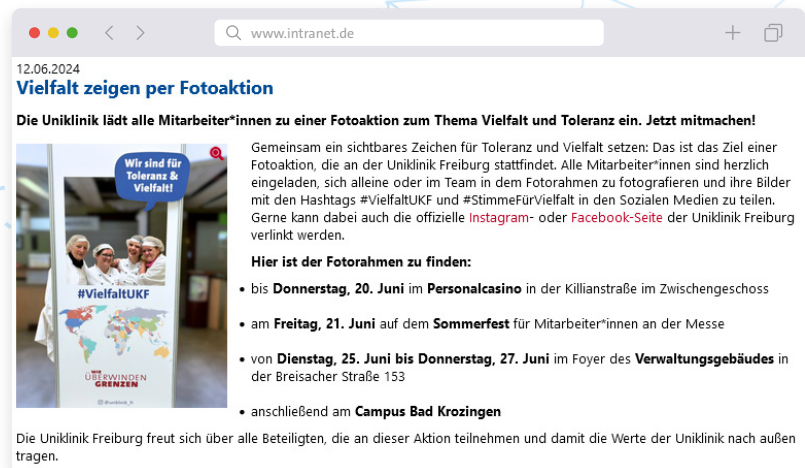 www.intranet.de
12.06.2024
Vielfalt zeigen per Fotoaktion
Die Uniklinik lädt alle Mitarbeiter*innen zu einer Fotoaktion zum Thema Vielfalt und Toleranz ein. Jetzt mitmachen!
Wir sind für
Toleranz &
Vielfalt!
#VielfaltUKF
WIR
ÜBERWINDEN
GRENZEN
@uniklinik_fr
Gemeinsam ein sichtbares Zeichen für Toleranz und Vielfalt setzen: Das ist das Ziel einer
Fotoaktion, die an der Uniklinik Freiburg stattfindet. Alle Mitarbeiter*innen sind herzlich
eingeladen, sich alleine oder im Team in dem Fotorahmen zu fotografieren und ihre Bilder
mit den Hashtags #VielfaltUKF und #StimmeFürVielfalt in den Sozialen Medien zu teilen.
Gerne kann dabei auch die offizielle Instagram- oder Facebook-Seite der Uniklinik Freiburg
verlinkt werden.
Hier ist der Fotorahmen zu finden:
• bis Donnerstag, 20. Juni im Personalcasino in der Killianstraße im Zwischengeschoss
• am Freitag, 21. Juni auf dem Sommerfest für Mitarbeiter*innen an der Messe
• von Dienstag, 25. Juni bis Donnerstag, 27. Juni im Foyer des Verwaltungsgebäudes in
der Breisacher Straße 153
• anschließend am Campus Bad Krozingen
Die Uniklinik Freiburg freut sich über alle Beteiligten, die an dieser Aktion teilnehmen und damit die Werte der Uniklinik nach außen
tragen.